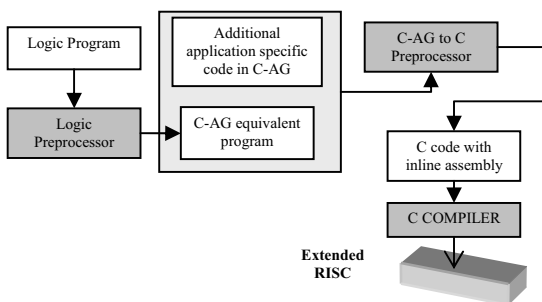 Logic Program
Logic
Preprocessor
Additional
application specific
code in C-AG
C-AG equivalent
program
C-AG to C
Preprocessor
C code with
inline assembly
C COMPILER
Extended
RISC